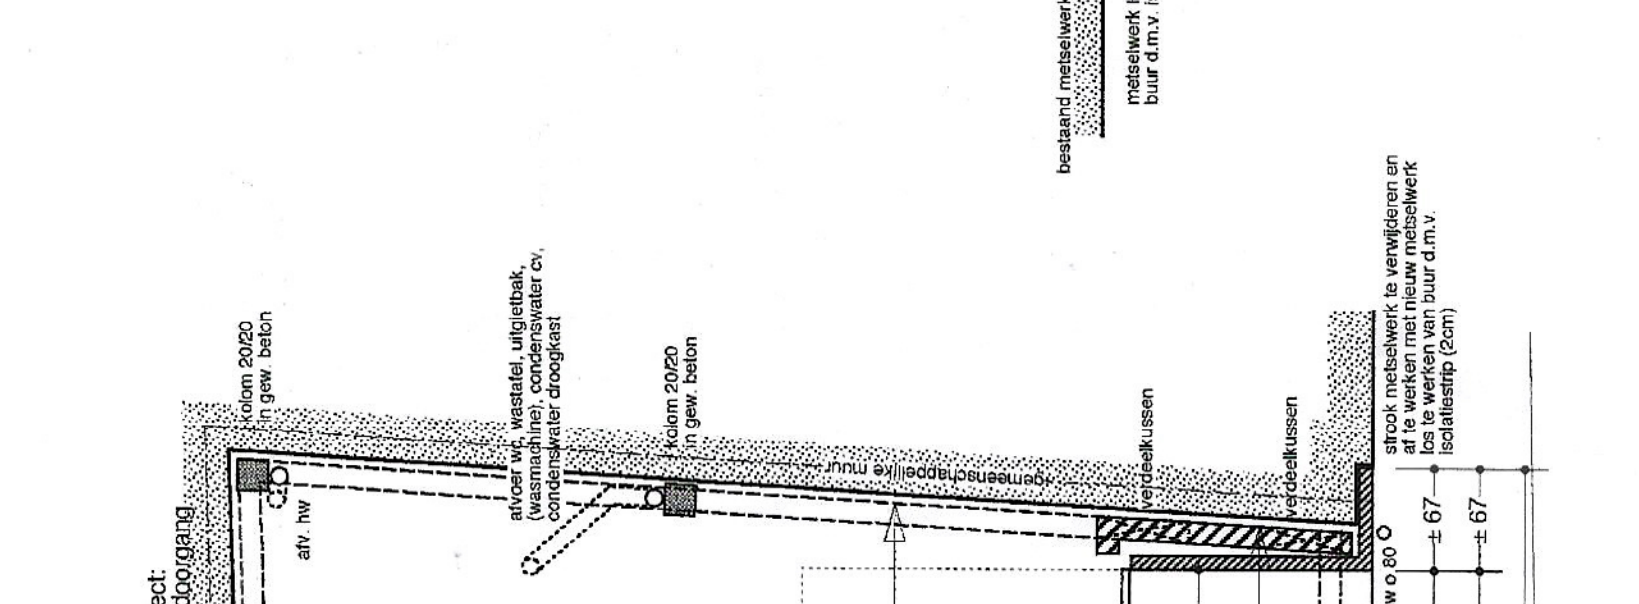 bestaand metselwerk
metselwerk
buur d.m.v.
strook metselwerk te verwijderen en
af te werken met nieuw metselwerk
los te werken van buur d.m.v.
isolatiestrip (2cm)
kolom 20/20
in gew. beton
afvoer wc, wastafel, uitgietbak,
(wasmachine), condenswater cv,
condenswater droogkast
kolom 20/20
in gew. beton
verdeelkussen
verdeelkussen
gemeenschappelijke muur
afv. hw
doorgang
ect:
± 67
± 67
w o 80